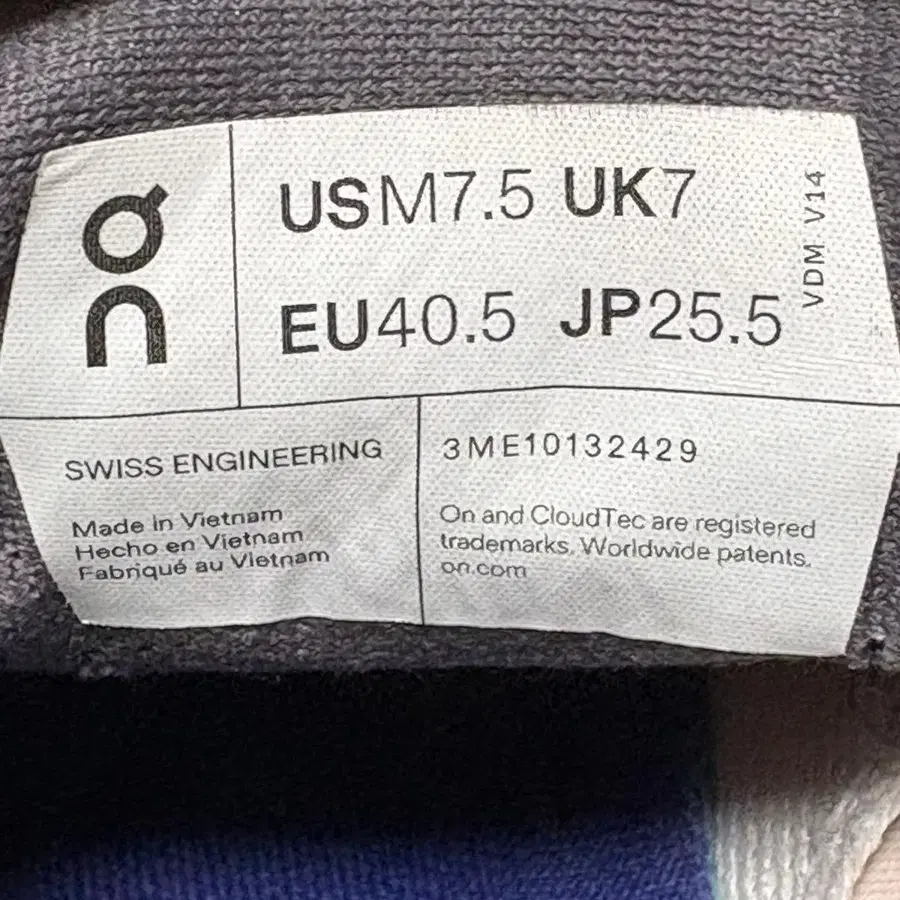 on
USM7.5 UK7
EU40.5 JP25.5
VDM V14
SWISS ENGINEERING
Made in Vietnam
Hecho en Vietnam
Fabriqué au Vietnam
3ME10132429
On and CloudTec are registered
trademarks. Worldwide patents.
on.com